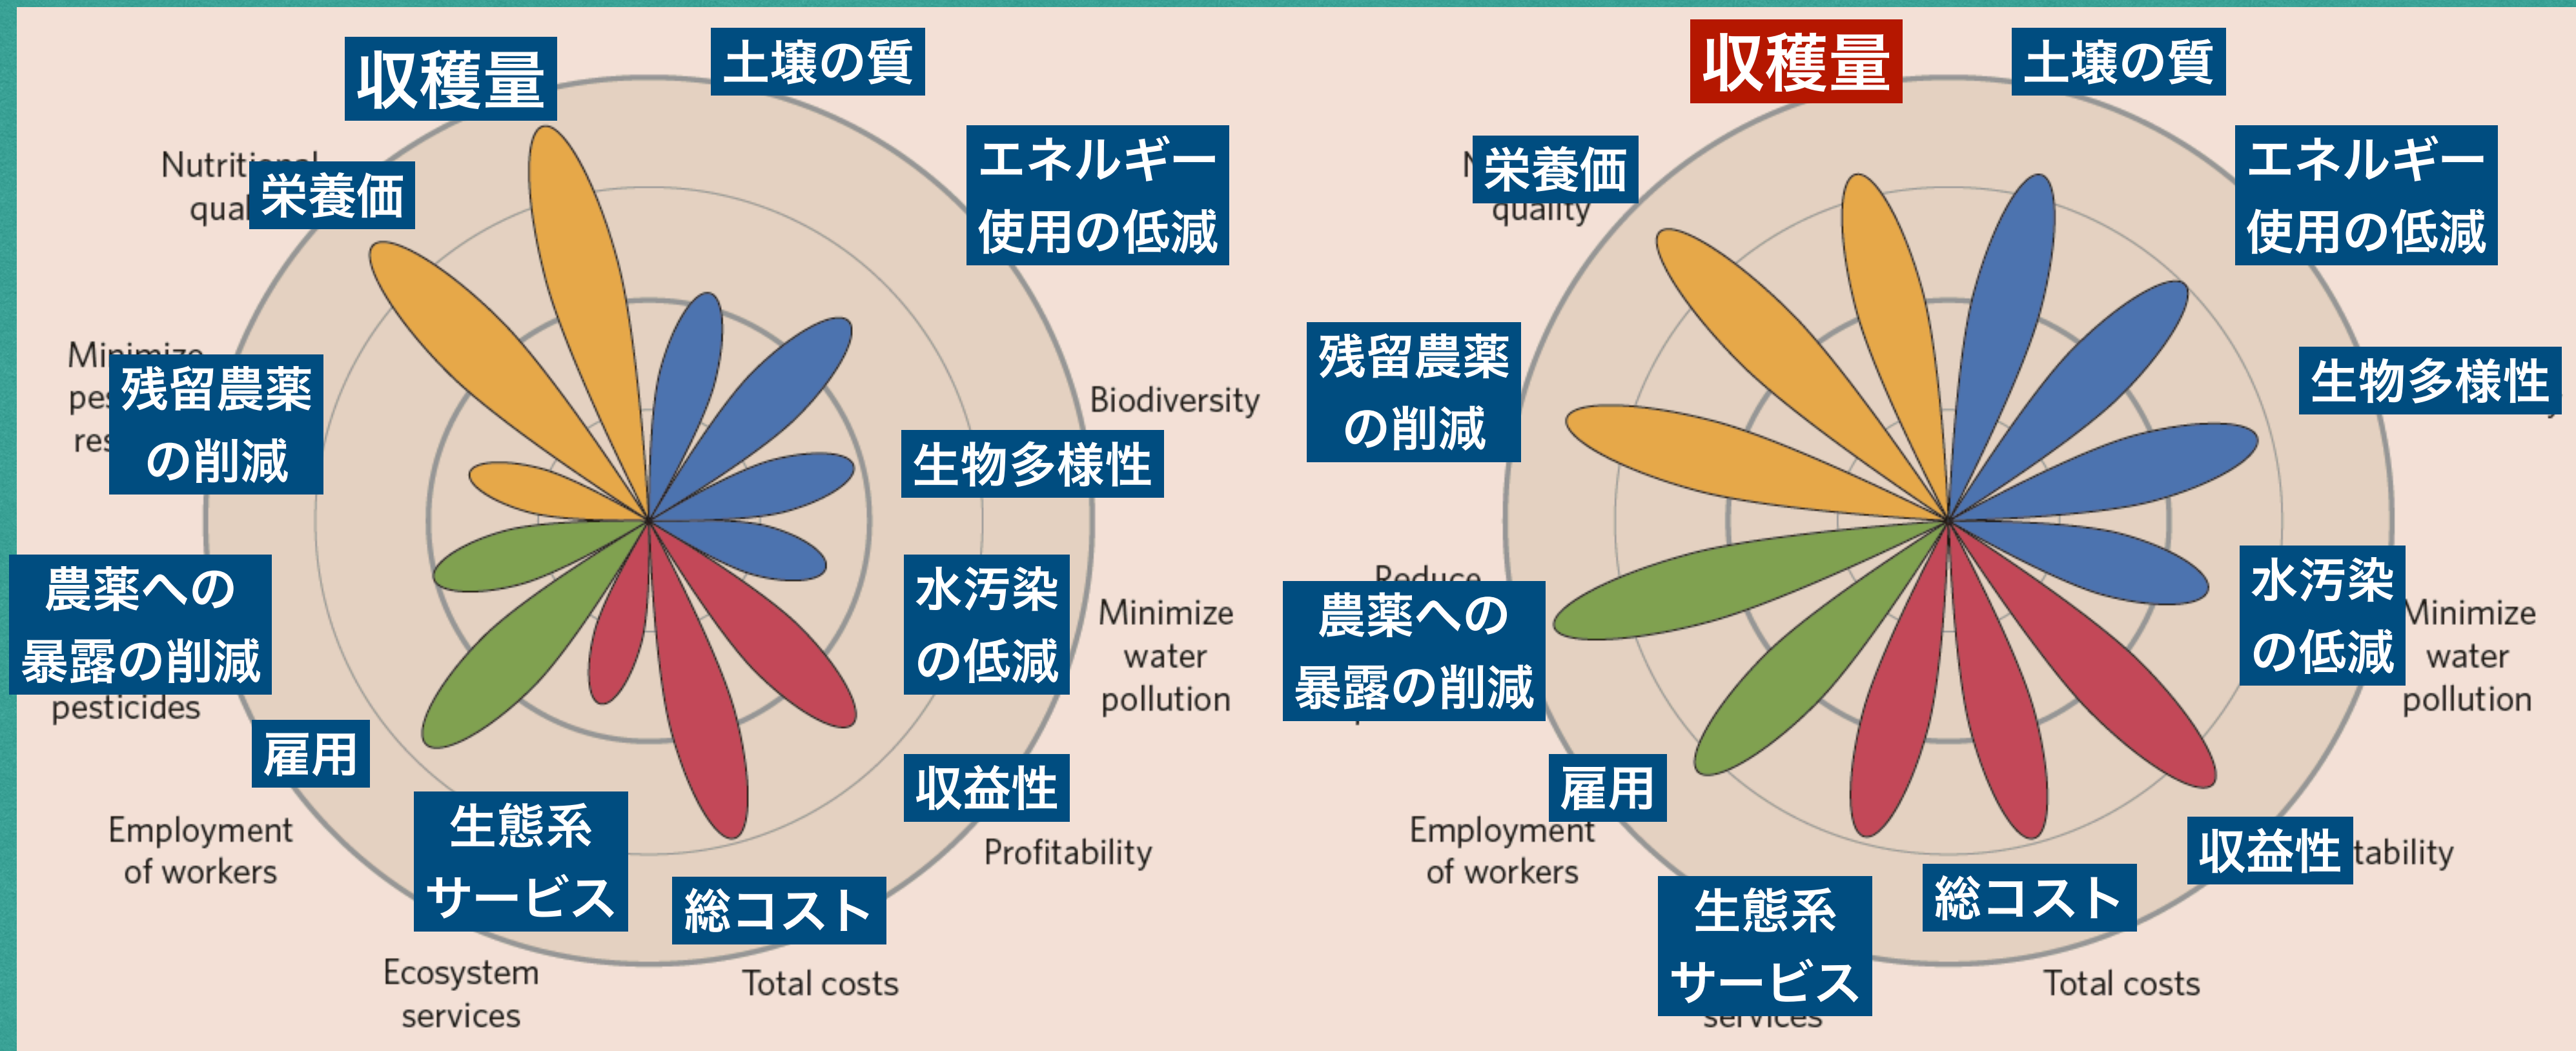 収穫量
土壌の質
エネルギー
使用の低減
栄養価
残留農薬
の削減
Biodiversity
生物多様性
農薬への
暴露の削減
pesticides
水汚染
の低減
Minimize
water
pollution
雇用
Employment
of workers
生態系
サービス
収益性
Profitability
総コスト
Ecosystem
services
Total costs
収穫量
土壌の質
エネルギー
使用の低減
栄養価
quality
残留農薬
の削減
生物多様性
Reduce
農薬への
暴露の削減
水汚染
の低減
Minimize
water
pollution
雇用
Employment
of workers
生態系
サービス
services
総コスト
収益性
Total costs